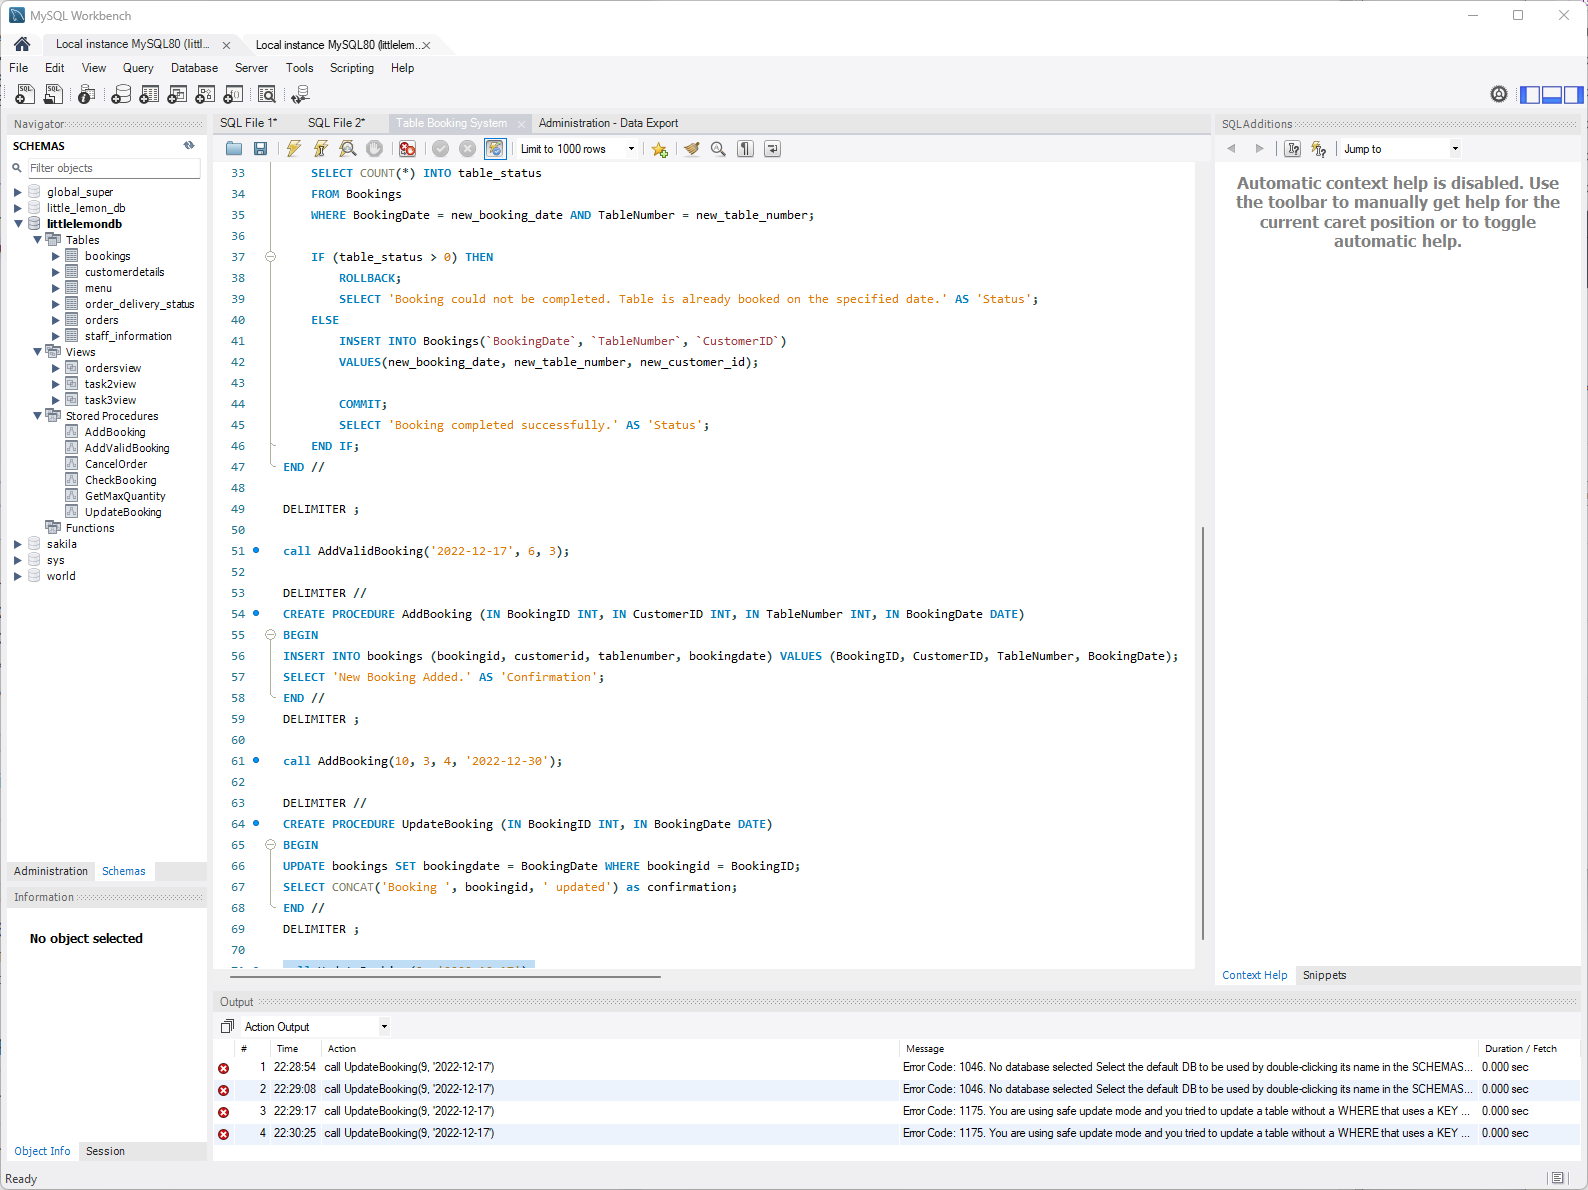 MySQL Workbench
Local instance MySQL80 (littl...
Local instance MySQL80 (littlelem...
File Edit View Query Database Server Tools Scripting Help
Navigator
SCHEMAS
Filter objects
global_super
little_lemon_db
littlelemondb
Tables
bookings
customerdetails
menu
order_delivery_status
orders
staff_information
Views
ordersview
task2view
task3view
Stored Procedures
AddBooking
AddValidBooking
CancelOrder
CheckBooking
GetMaxQuantity
UpdateBooking
Functions
sakila
sys
world
Administration Schemas
Information
No object selected
Object Info Session
SQL File 1* SQL File 2* Table Booking System Administration - Data Export
Limit to 1000 rows
33 SELECT COUNT(*) INTO table_status
34 FROM Bookings
35 WHERE BookingDate = new_booking_date AND TableNumber = new_table_number;
36
37 IF (table_status > 0) THEN
38 ROLLBACK;
39 SELECT 'Booking could not be completed. Table is already booked on the specified date.' AS 'Status';
40 ELSE
41 INSERT INTO Bookings(`BookingDate`, `TableNumber`, `CustomerID`)
42 VALUES(new_booking_date, new_table_number, new_customer_id);
43
44 COMMIT;
45 SELECT 'Booking completed successfully.' AS 'Status';
46 END IF;
47 END //
48
49 DELIMITER ;
50
51 call AddValidBooking('2022-12-17', 6, 3);
52
53 DELIMITER //
54 CREATE PROCEDURE AddBooking (IN BookingID INT, IN CustomerID INT, IN TableNumber INT, IN BookingDate DATE)
55 BEGIN
56 INSERT INTO bookings (bookingid, customerid, tablenumber, bookingdate) VALUES (BookingID, CustomerID, TableNumber, BookingDate);
57 SELECT 'New Booking Added.' AS 'Confirmation';
58 END //
59 DELIMITER ;
60
61 call AddBooking(10, 3, 4, '2022-12-30');
62
63 DELIMITER //
64 CREATE PROCEDURE UpdateBooking (IN BookingID INT, IN BookingDate DATE)
65 BEGIN
66 UPDATE bookings SET bookingdate = BookingDate WHERE bookingid = BookingID;
67 SELECT CONCAT('Booking ', bookingid, ' updated') as confirmation;
68 END //
69 DELIMITER ;
70
SQLAdditions
Jump to
Automatic context help is disabled. Use
the toolbar to manually get help for the
current caret position or to toggle
automatic help.
Context Help Snippets
Output
Action Output
# Time Action Message Duration / Fetch
1 22:28:54 call UpdateBooking(9, '2022-12-17') Error Code: 1046. No database selected Select the default DB to be used by double-clicking its name in the SCHEMAS... 0.000 sec
2 22:29:08 call UpdateBooking(9, '2022-12-17') Error Code: 1046. No database selected Select the default DB to be used by double-clicking its name in the SCHEMAS... 0.000 sec
3 22:29:17 call UpdateBooking(9, '2022-12-17') Error Code: 1175. You are using safe update mode and you tried to update a table without a WHERE that uses a KEY ... 0.000 sec
4 22:30:25 call UpdateBooking(9, '2022-12-17') Error Code: 1175. You are using safe update mode and you tried to update a table without a WHERE that uses a KEY ... 0.000 sec
Ready